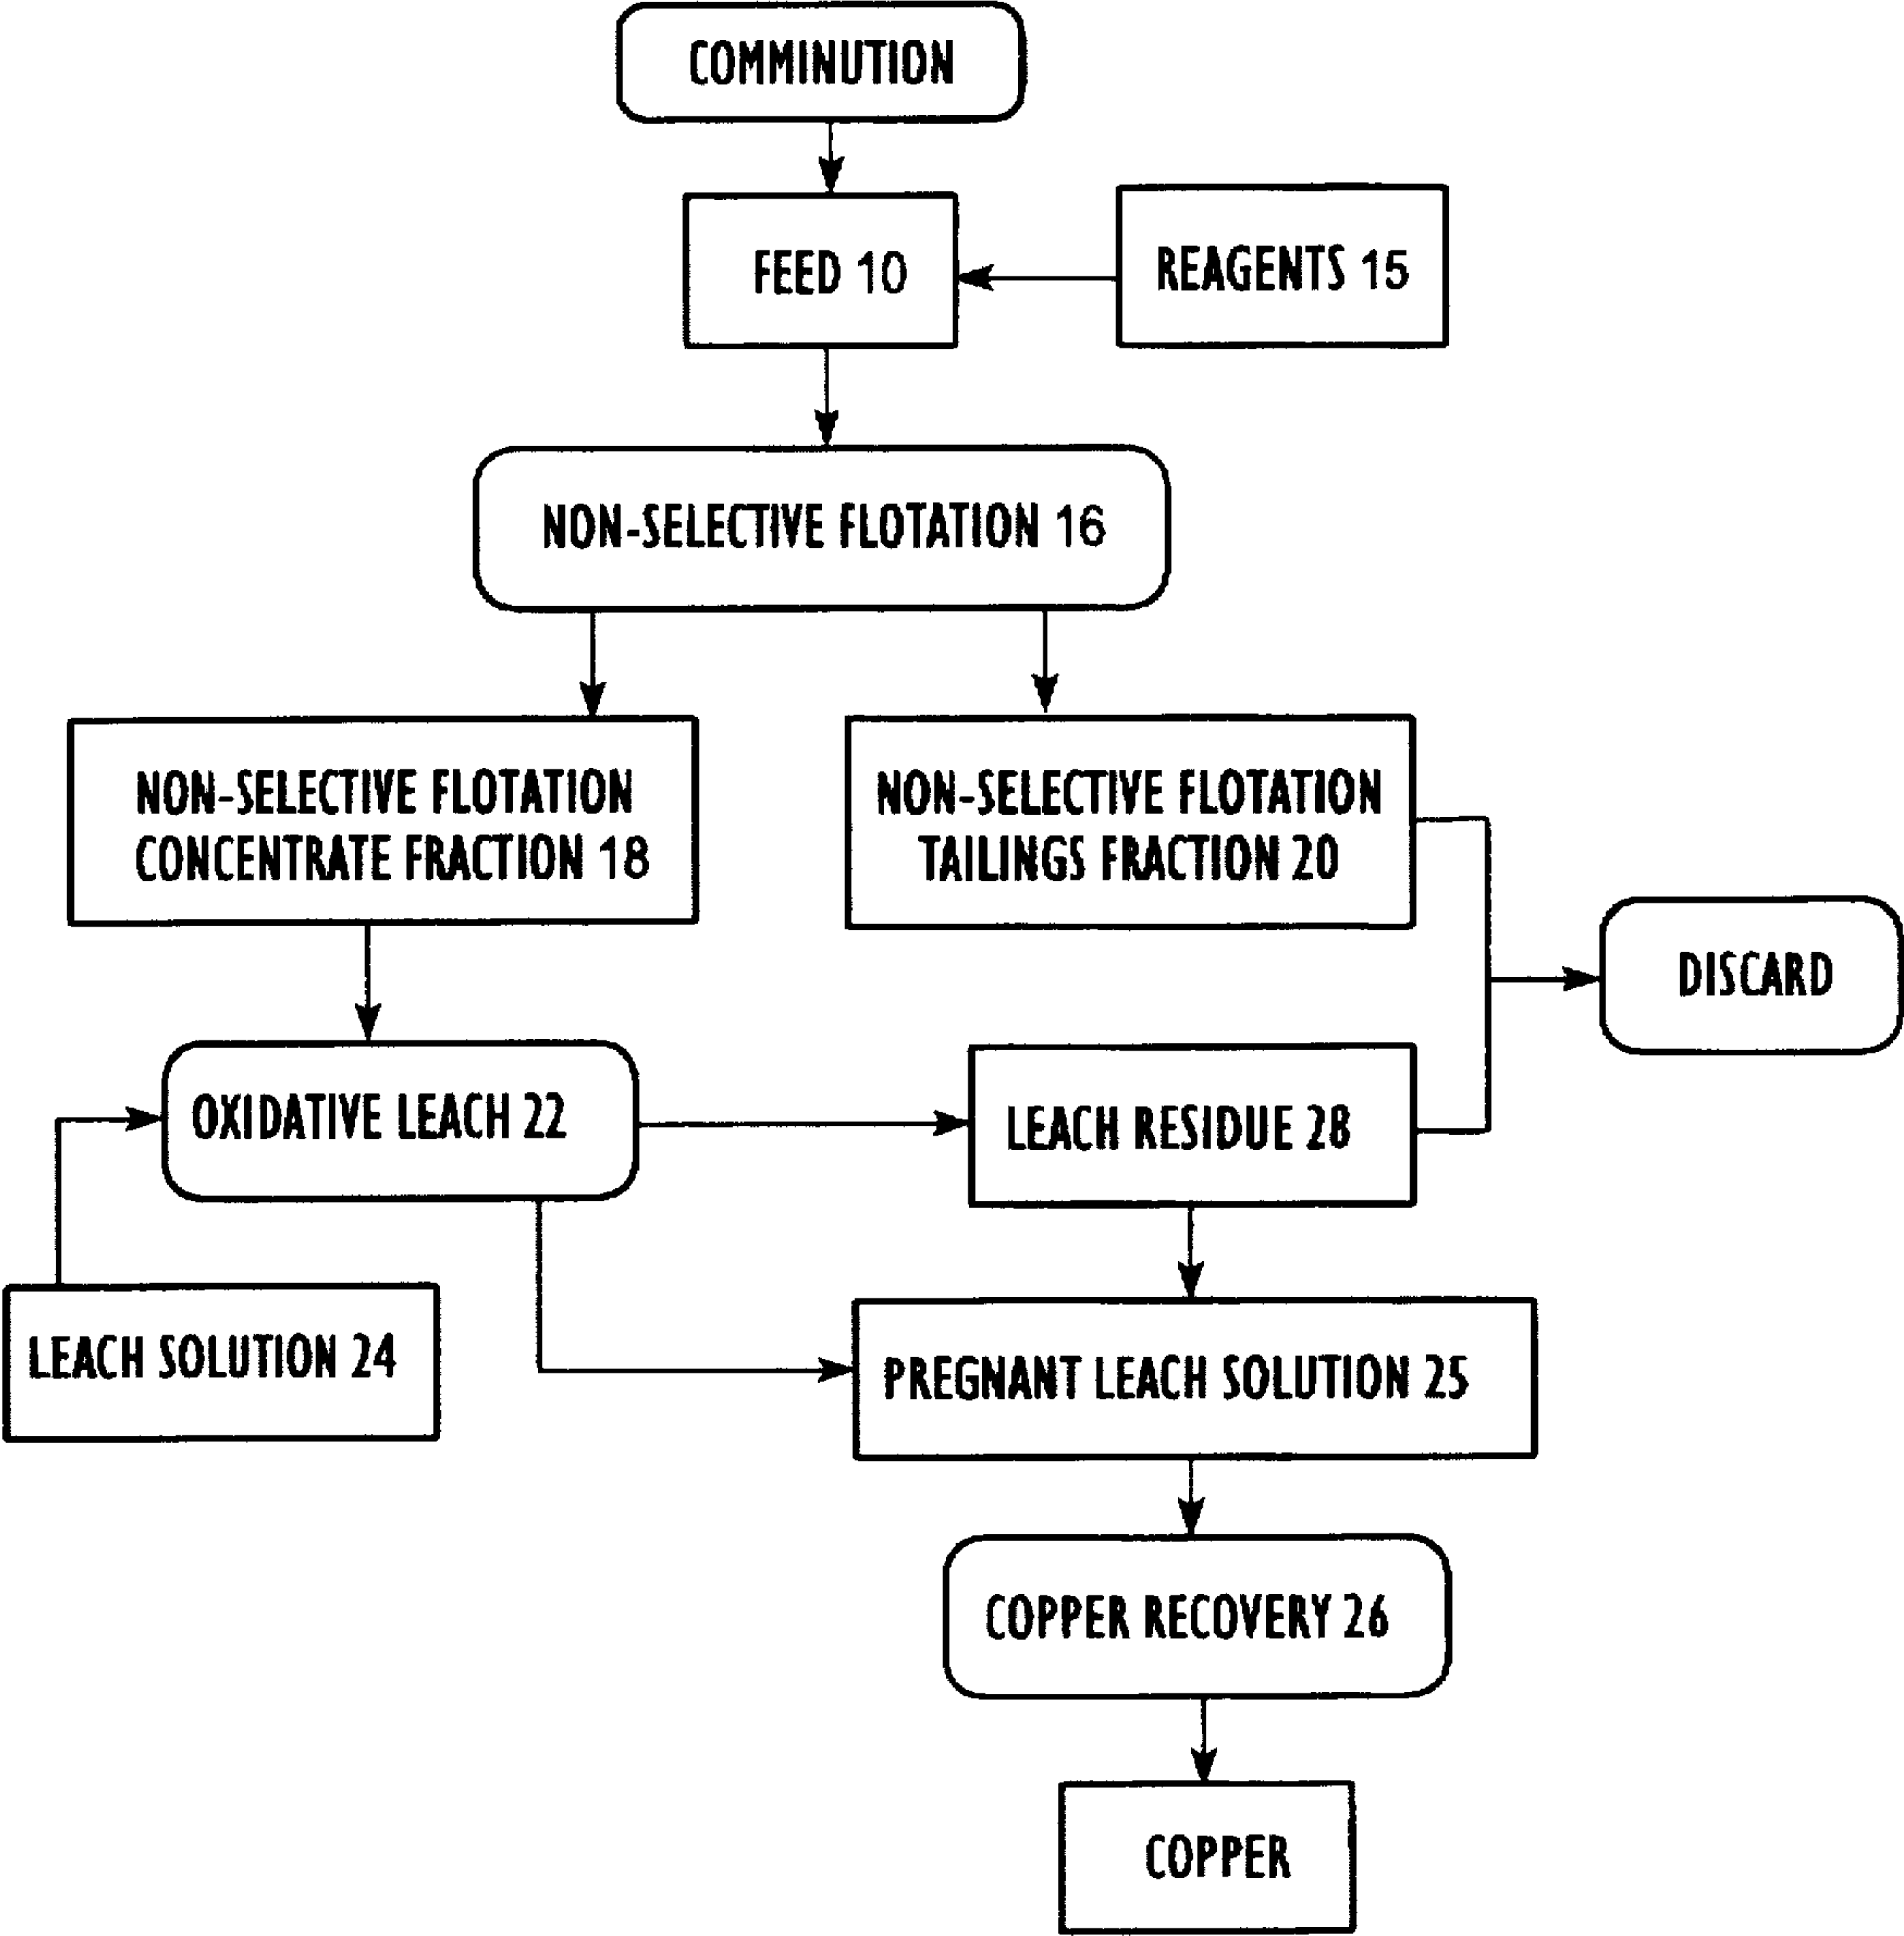 COMMINUTION
FEED 10
REAGENTS 15
NON-SELECTIVE FLOTATION 16
NON-SELECTIVE FLOTATION
CONCENTRATE FRACTION 18
NON-SELECTIVE FLOTATION
TAILINGS FRACTION 20
DISCARD
OXIDATIVE LEACH 22
LEACH RESIDUE 28
LEACH SOLUTION 24
PREGNANT LEACH SOLUTION 25
COPPER RECOVERY 26
COPPER